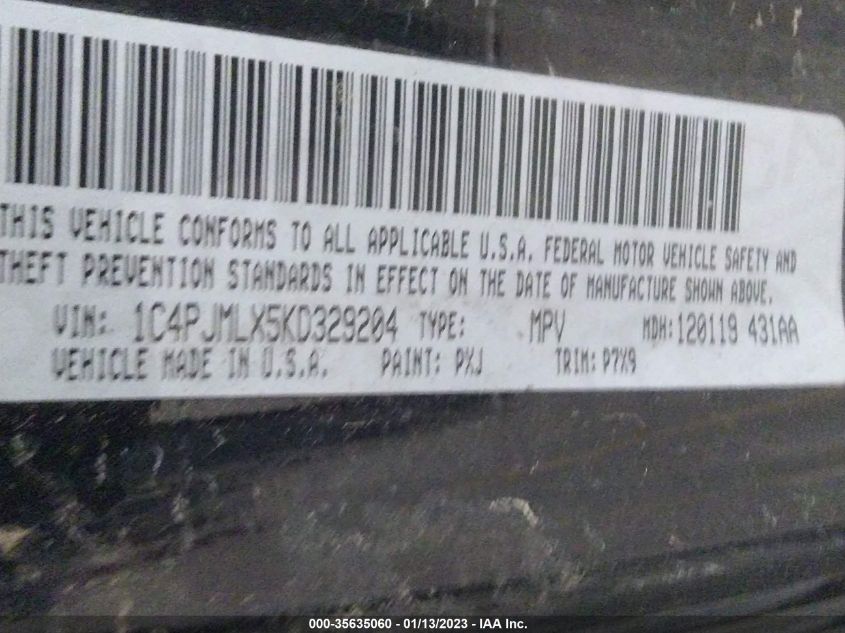 THIS VEHICLE CONFORMS TO ALL APPLICABLE U.S.A. FEDERAL MOTOR VEHICLE SAFETY AND
THEFT PREVENTION STANDARDS IN EFFECT ON THE DATE OF MANUFACTURE SHOWN ABOVE.
VIN: 1C4PJMLX5KD329204 TYPE: MPV MDH:120119 431AA
VEHICLE MADE IN U.S.A. PAINT: PXJ TRIM: P7X9
000-35635060 - 01/13/2023 - IAA Inc.